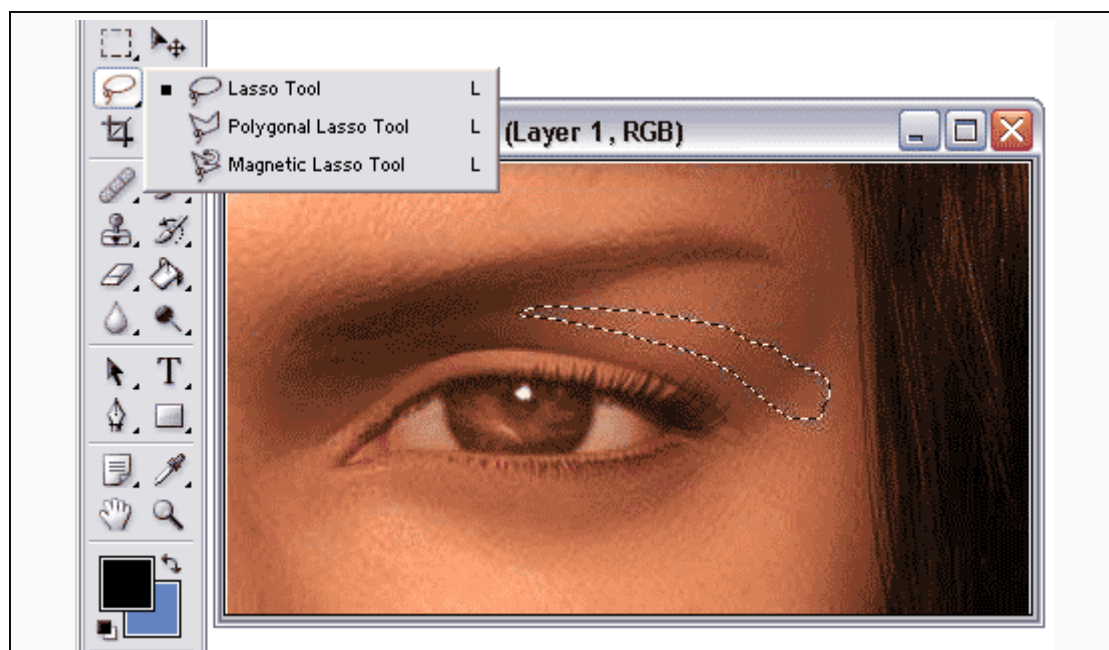 Lasso Tool L
Polygonal Lasso Tool L
Magnetic Lasso Tool L
(Layer 1, RGB)
T